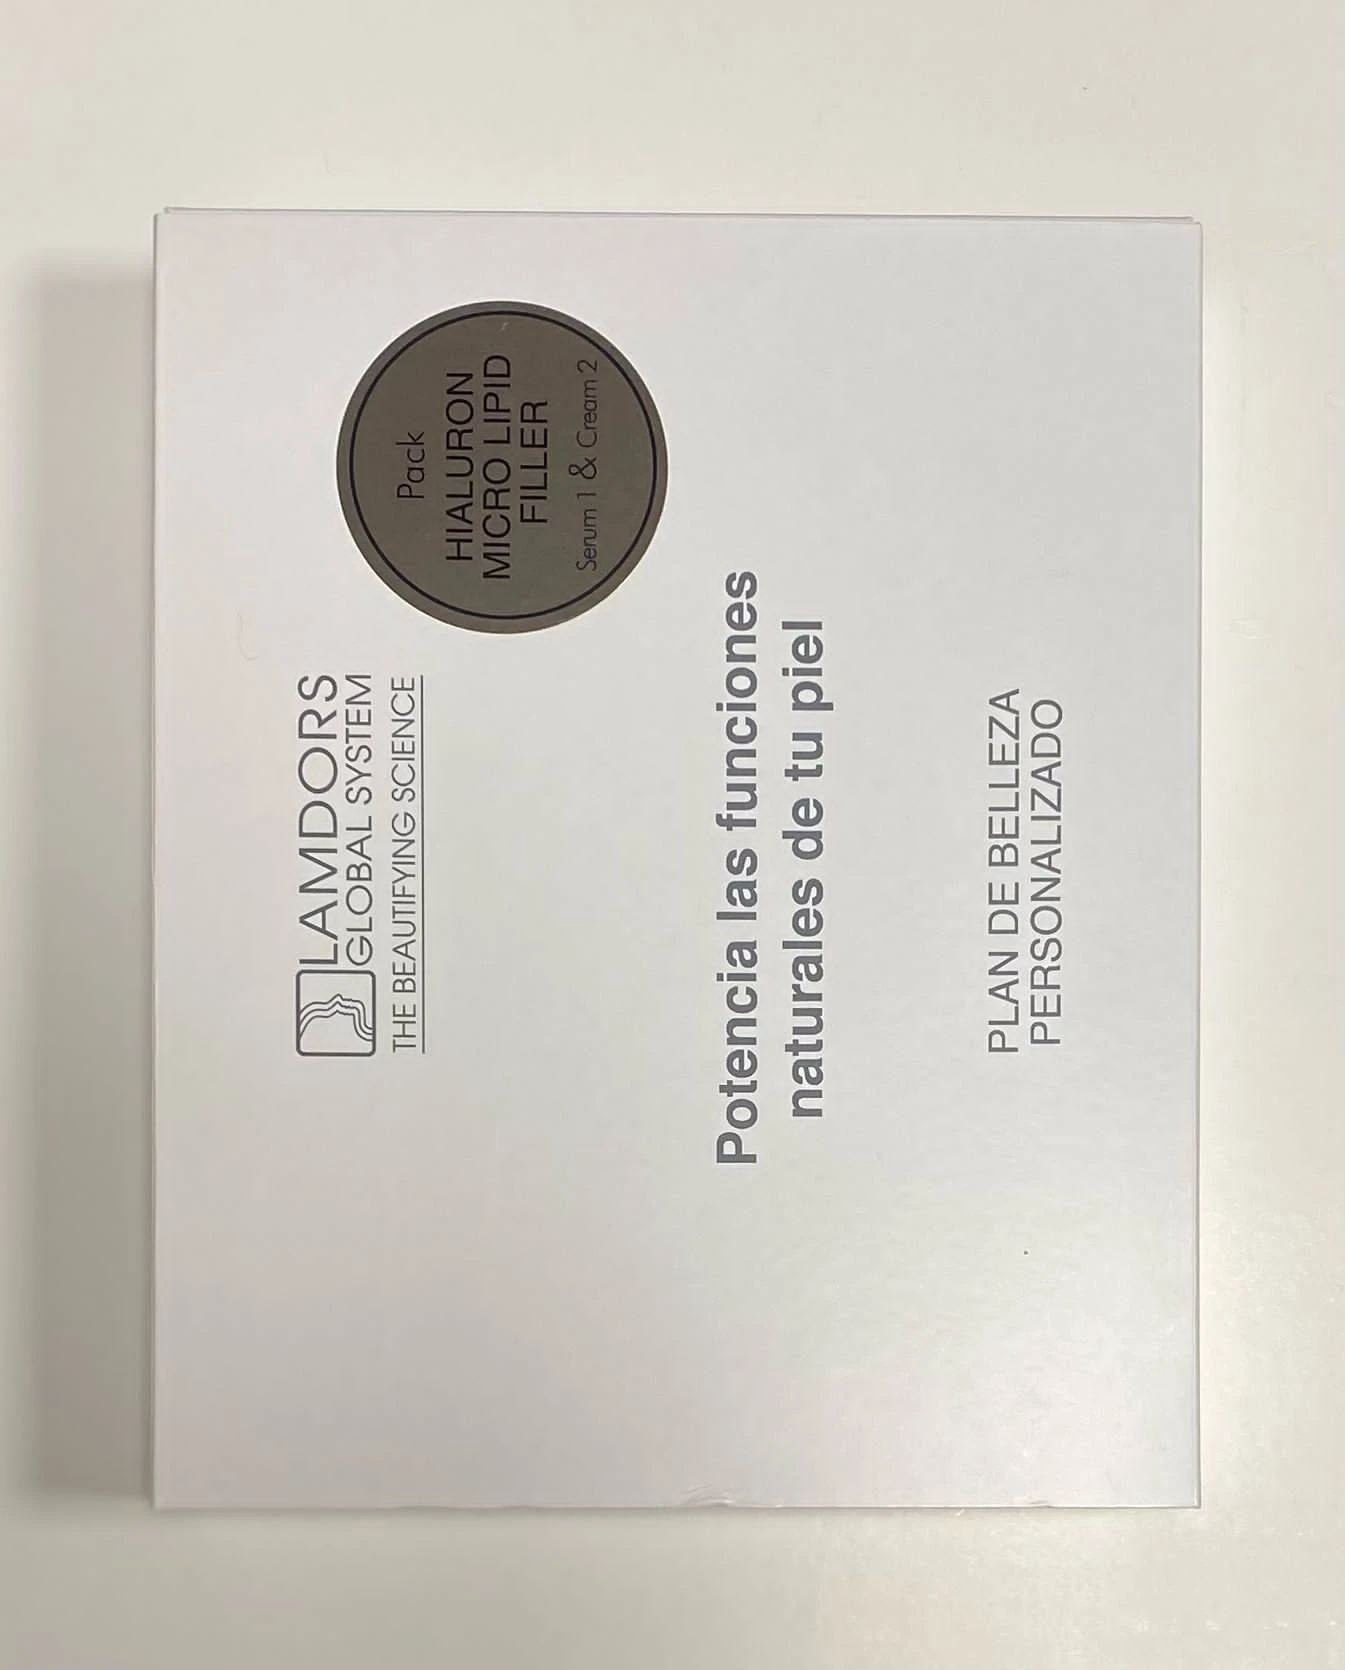 LAMDORS
GLOBAL SYSTEM
THE BEAUTIFYING SCIENCE
Pack
HIALURON
MICRO LIPID
FILLER
Serum 1 & Cream 2
Potencia las funciones
naturales de tu piel
PLAN DE BELLEZA
PERSONALIZADO